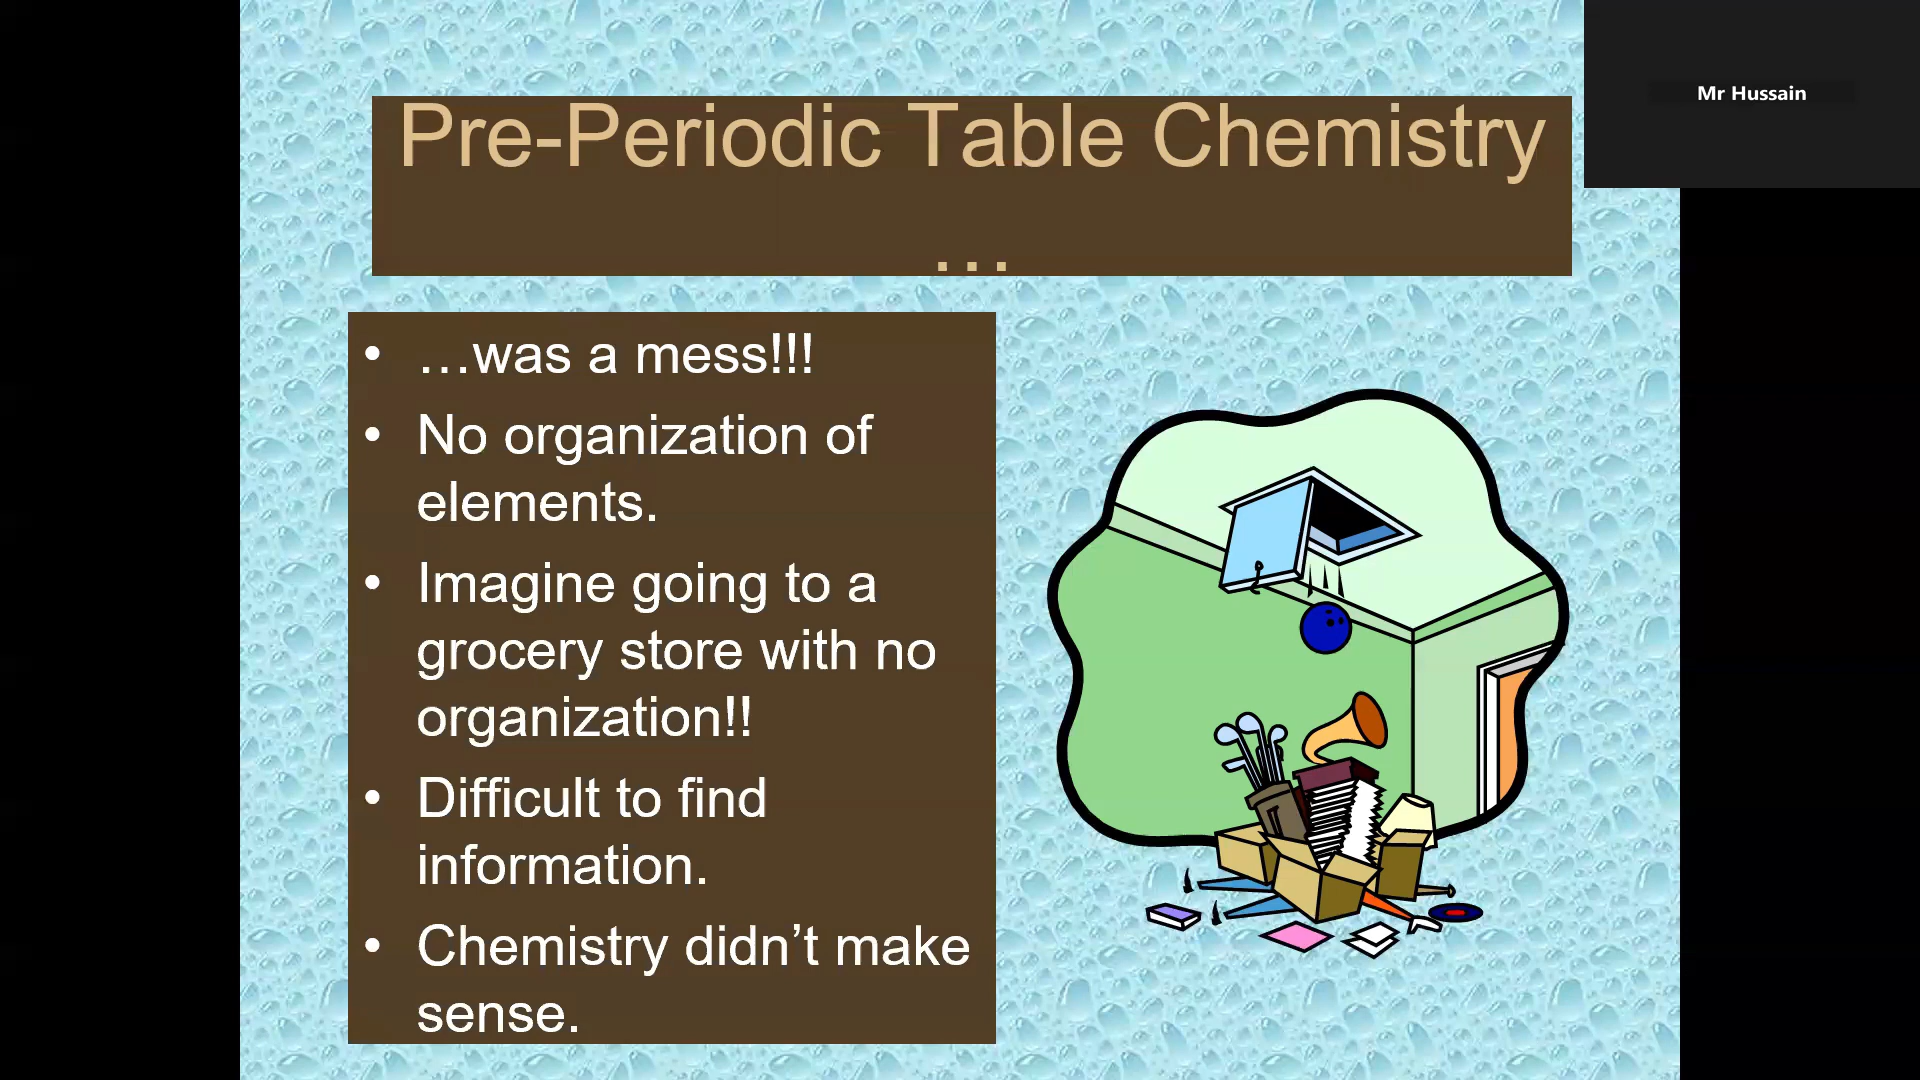 Pre-Periodic Table Chemistry
…
Mr Hussain
• …was a mess!!!
• No organization of
elements.
• Imagine going to a
grocery store with no
organization!!
• Difficult to find
information.
• Chemistry didn’t make
sense.